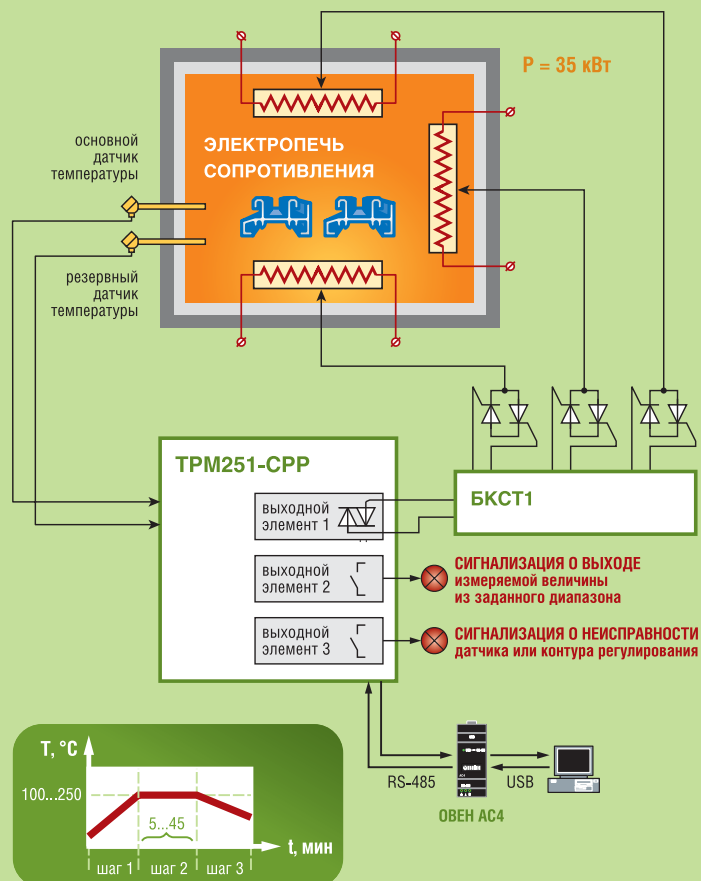 P = 35 кВт
основной
датчик
температуры
ЭЛЕКТРОПЕЧЬ
СОПРОТИВЛЕНИЯ
резервный
датчик
температуры
ТРМ251-СРР
БКСТ1
выходной
элемент 1
выходной
элемент 2
СИГНАЛИЗАЦИЯ О ВЫХОДЕ
измеряемой величины
из заданного диапазона
выходной
элемент 3
СИГНАЛИЗАЦИЯ О НЕИСПРАВНОСТИ
датчика или контура регулирования
RS-485
USB
АС4
ОВЕН АС4
T, °C
100...250
5...45
t, мин
шаг 1
шаг 2
шаг 3